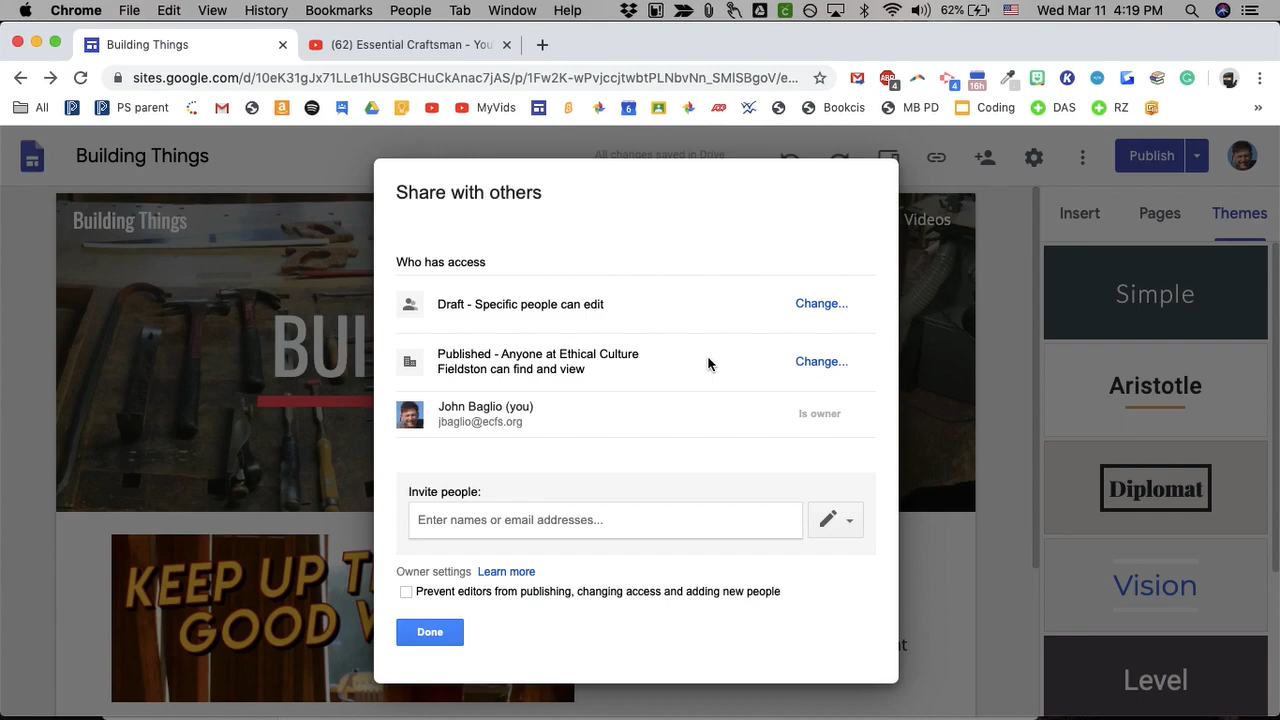 Chrome File Edit View History Bookmarks People Tab Window Help 62% Wed Mar 11 4:19 PM
Building Things (62) Essential Craftsman - You
sites.google.com/d/10eK31gJx71LLe1hUSGBCHuCkAnac7jAS/p/1Fw2K-wPvjccjtwbtPLNbvNn_SMlSBgoV/e... 4 4 16h
All PS parent MyVids 6 Bookcis MB PD Coding DAS RZ »
Building Things All changes saved in Drive Publish
Building Things Videos
BUI
KEEP UP T
GOOD
Share with others
Who has access
Draft - Specific people can edit Change...
Published - Anyone at Ethical Culture
Fieldston can find and view Change...
John Baglio (you)
jbaglio@ecfs.org Is owner
Invite people:
Enter names or email addresses...
Owner settings Learn more
Prevent editors from publishing, changing access and adding new people
Done
Insert Pages Themes
Simple
Aristotle
Diplomat
Vision
Level